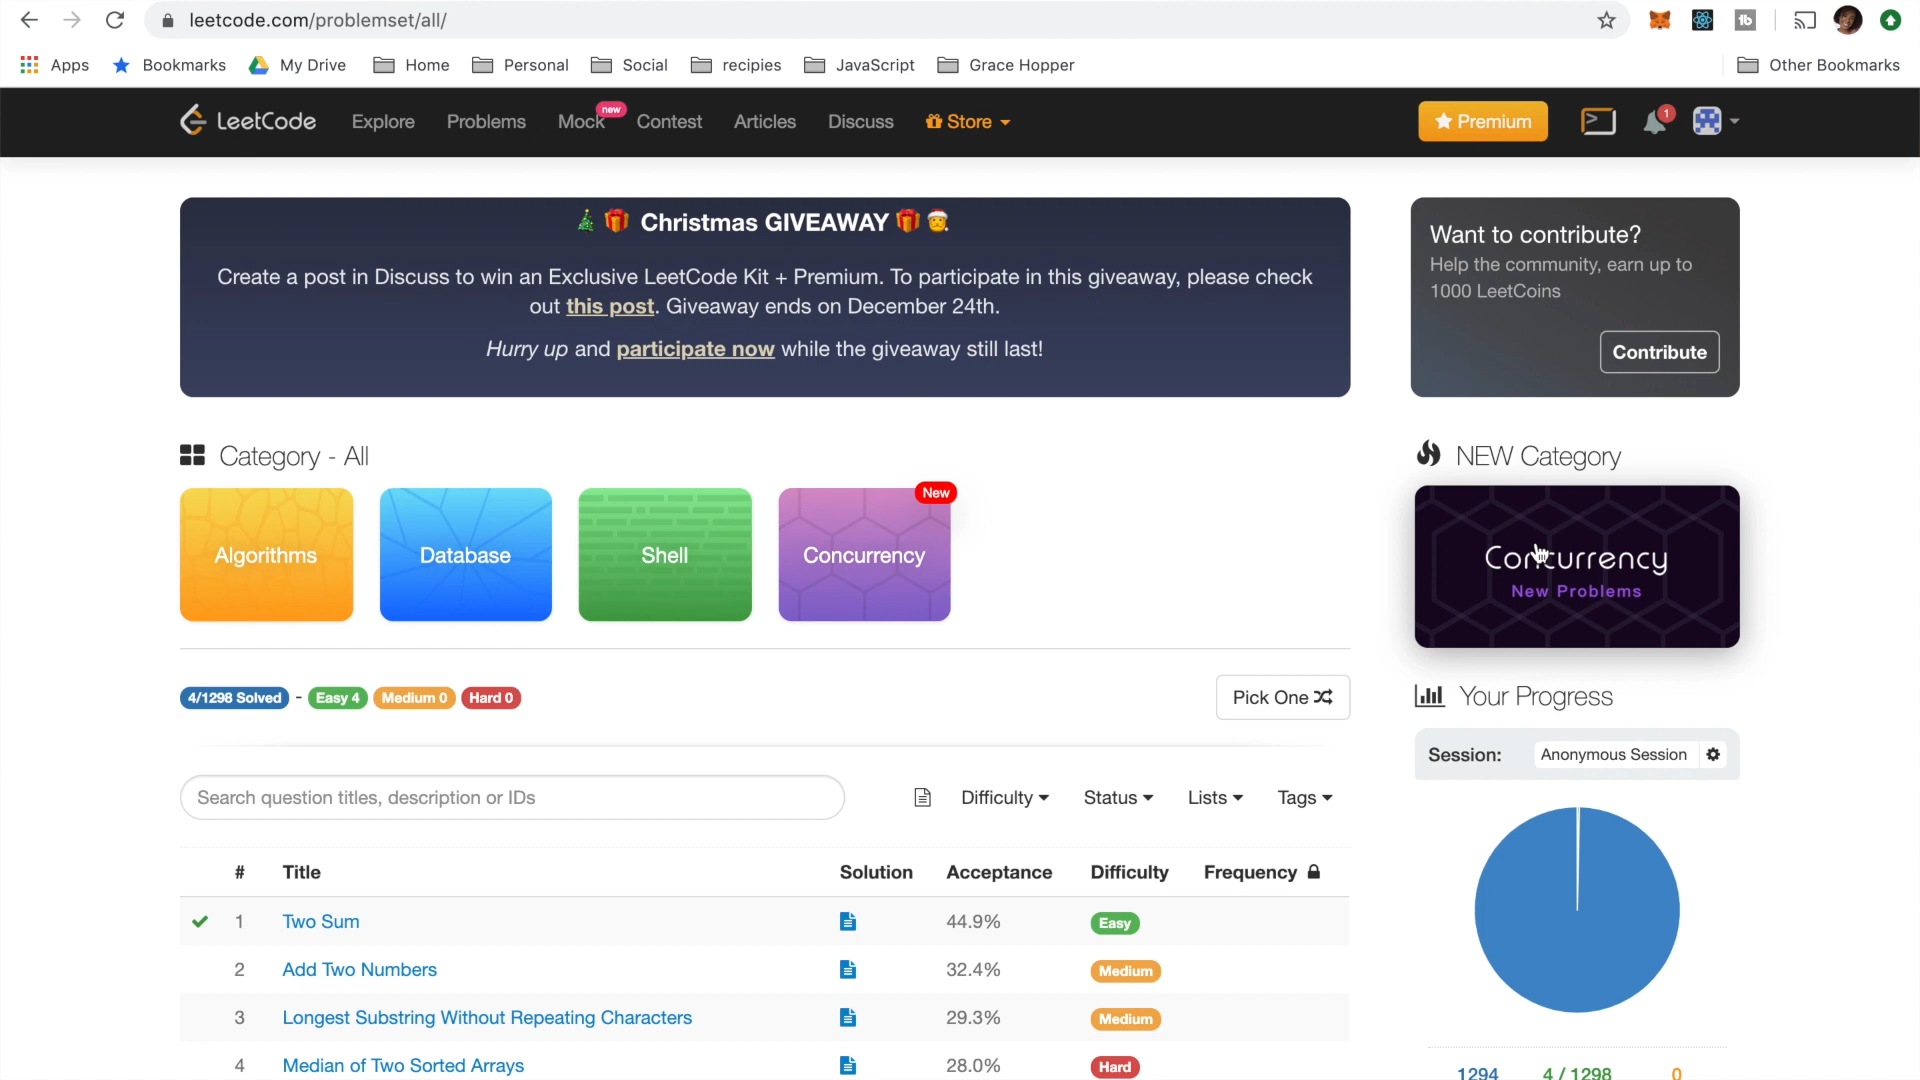 leetcode.com/problemset/all/
Apps Bookmarks My Drive Home Personal Social recipies JavaScript Grace Hopper Other Bookmarks
LeetCode Explore Problems Mock new Contest Articles Discuss Store Premium 1
Christmas GIVEAWAY
Create a post in Discuss to win an Exclusive LeetCode Kit + Premium. To participate in this giveaway, please check
out this post. Giveaway ends on December 24th.
Hurry up and participate now while the giveaway still last!
Want to contribute?
Help the community, earn up to
1000 LeetCoins
Contribute
Category - All
Algorithms Database Shell Concurrency New
NEW Category
Concurrency
New Problems
4/1298 Solved - Easy 4 Medium 0 Hard 0
Pick One
Your Progress
Session: Anonymous Session
Search question titles, description or IDs
Difficulty Status Lists Tags
# Title Solution Acceptance Difficulty Frequency
1 Two Sum 44.9% Easy
2 Add Two Numbers 32.4% Medium
3 Longest Substring Without Repeating Characters 29.3% Medium
4 Median of Two Sorted Arrays 28.0% Hard
1294 4 / 1298 0